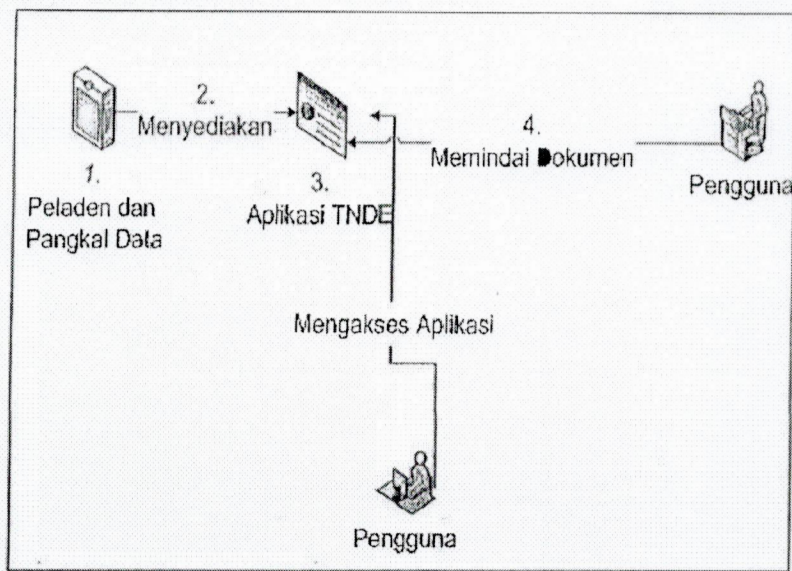 2.
Menyediakan
1.
Peladen dan
Pangkal Data
3.
Aplikasi TNDE
4.
Memindai Dokumen
Pengguna
Mengakses Aplikasi
Pengguna